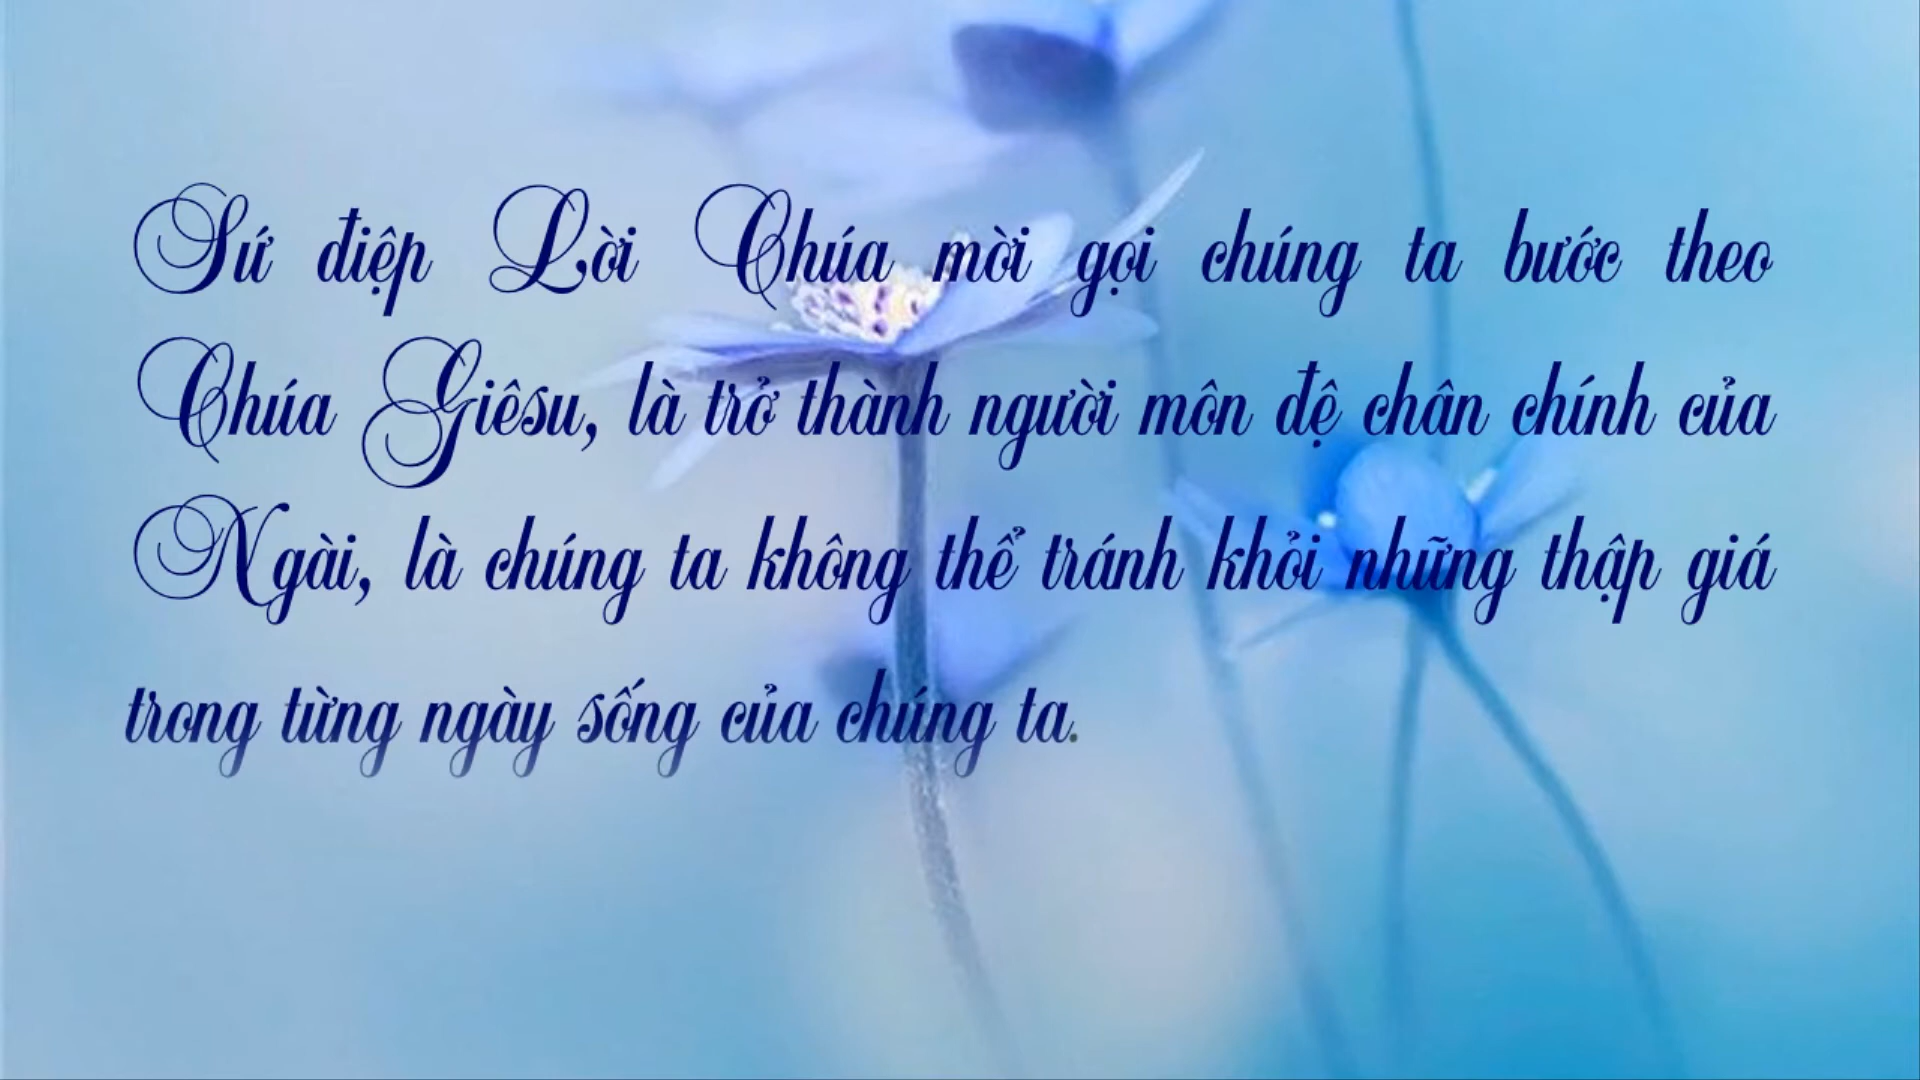 Sứ điệp Lời Chúa mời gọi chúng ta bước theo
Chúa Giêsu, là trở thành người môn đệ chân chính của
Ngài, là chúng ta không thể tránh khỏi những thập giá
trong từng ngày sống của chúng ta.